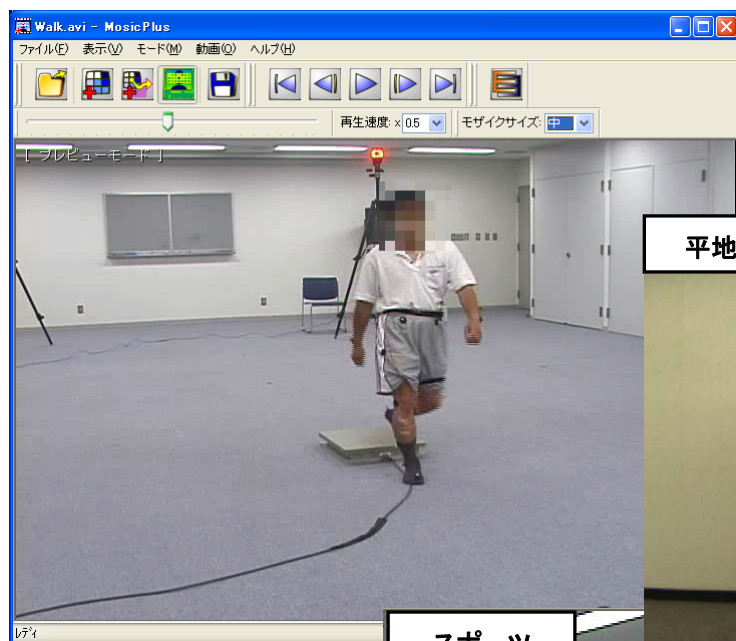 Walk.avi - MosicPlus
ファイル(F) 表示(V) モード(M) 動画(O) ヘルプ(H)
再生速度: × 0.5 モザイクサイズ: 中
[ プレビューモード ]
平地
スポーツ
レディ